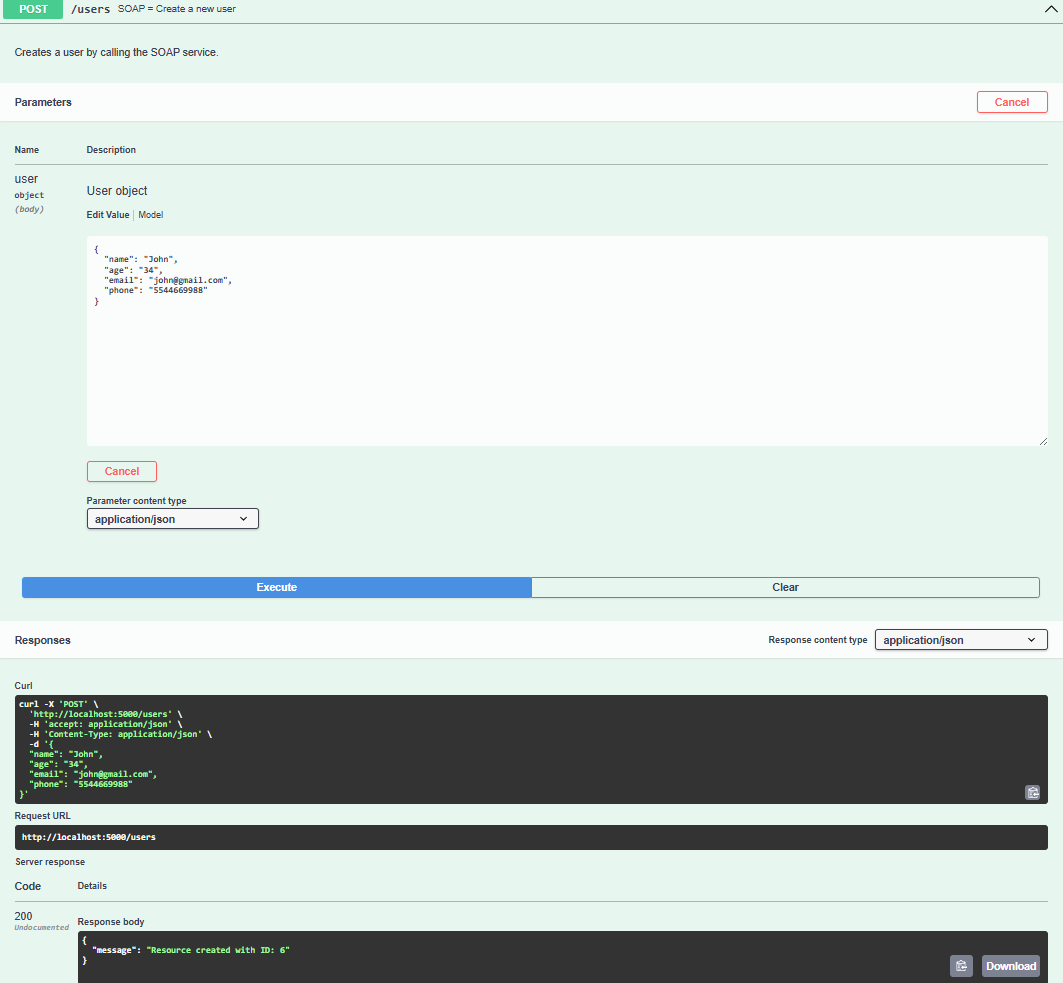 POST /users SOAP = Create a new user
Creates a user by calling the SOAP service.
Parameters
Cancel
Name Description
user
object
(body)
User object
Edit Value | Model
{
  "name": "John",
  "age": "34",
  "email": "john@gmail.com",
  "phone": "5544669988"
}
Cancel
Parameter content type
application/json
Execute Clear
Responses Response content type application/json
Curl
curl -X 'POST' \
  'http://localhost:5000/users' \
  -H 'accept: application/json' \
  -H 'Content-Type: application/json' \
  -d '{
  "name": "John",
  "age": "34",
  "email": "john@gmail.com",
  "phone": "5544669988"
}'
Request URL
http://localhost:5000/users
Server response
Code Details
200
Undocumented
Response body
{
  "message": "Resource created with ID: 6"
}
Download